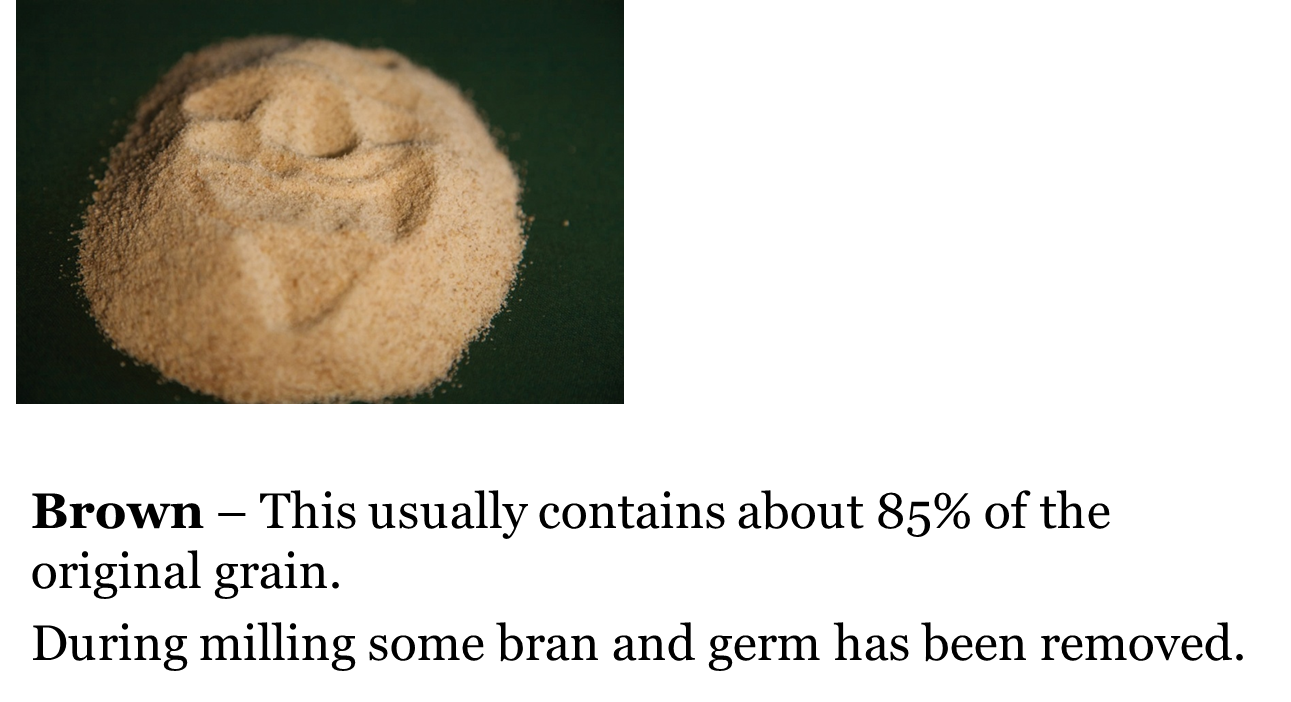 Brown – This usually contains about 85% of the
original grain.
During milling some bran and germ has been removed.